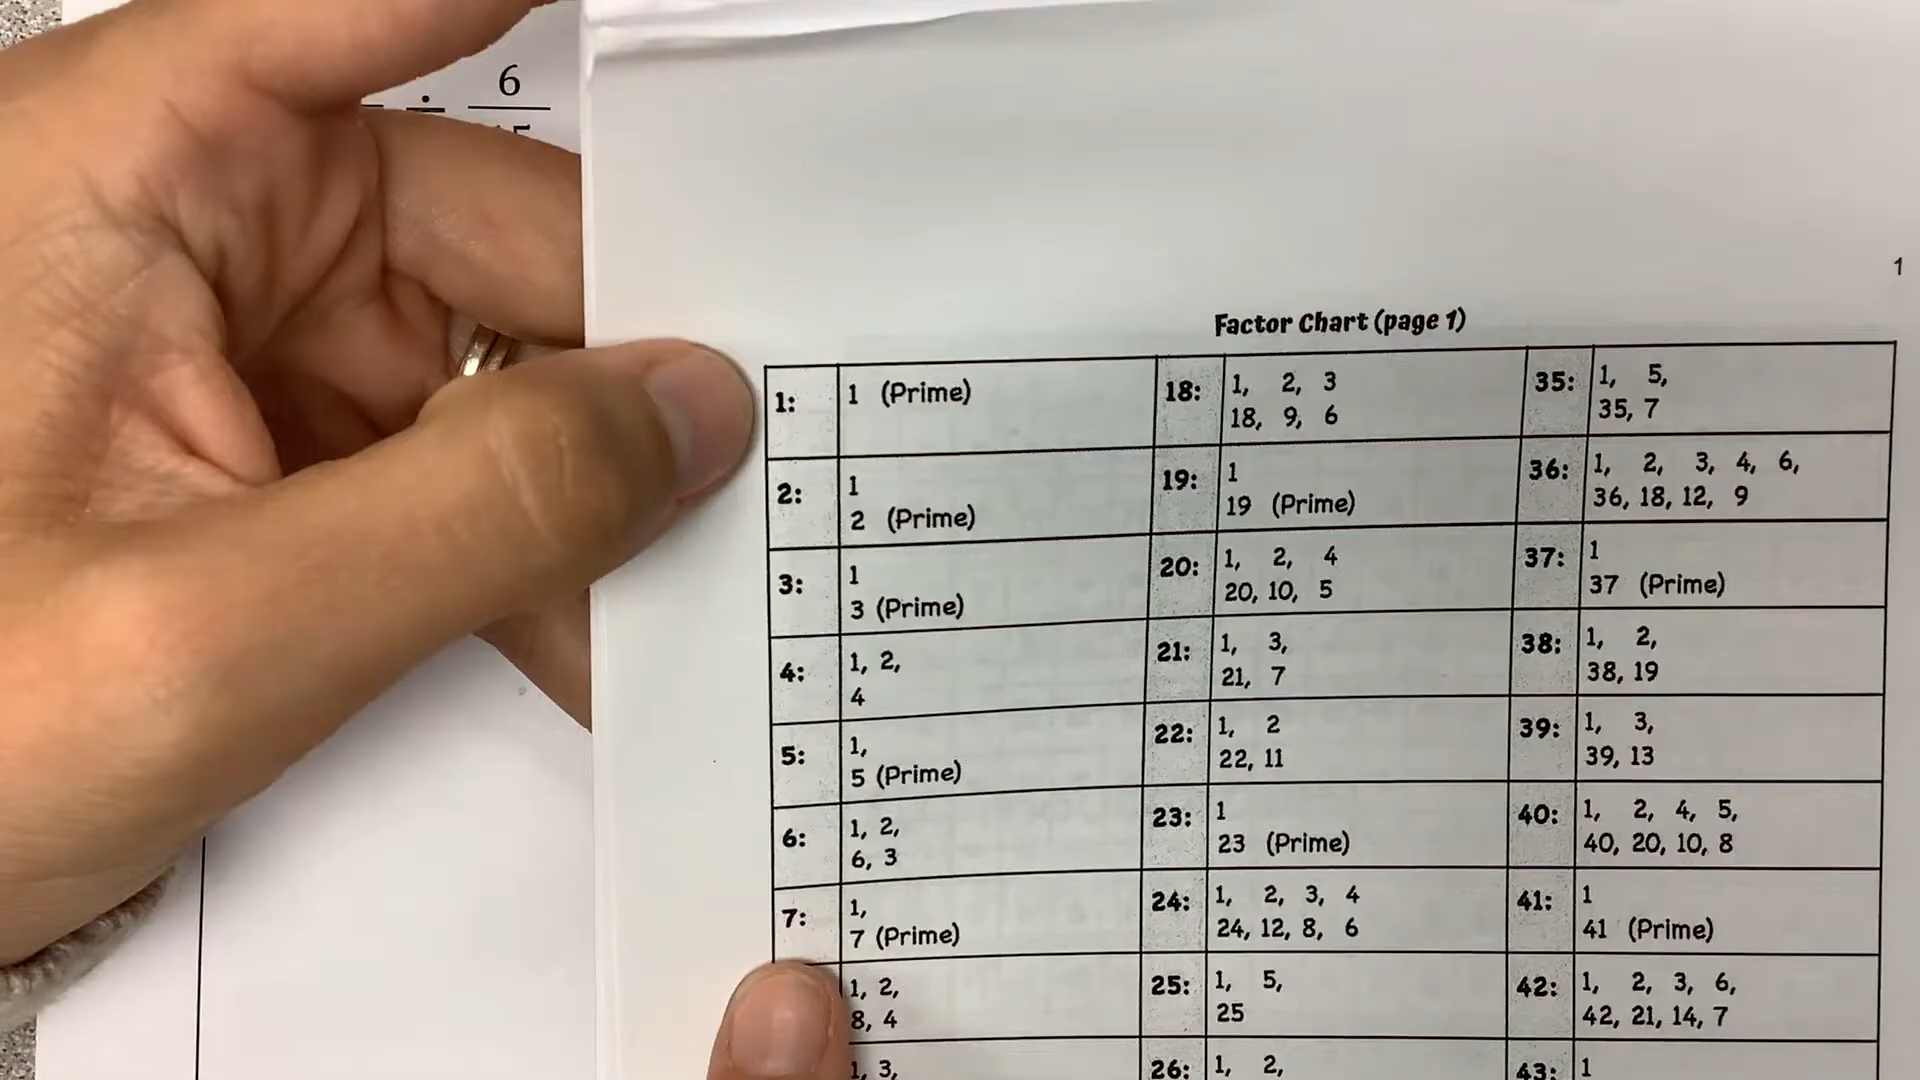 ÷ 6
1
Factor Chart (page 1)
1: 1 (Prime)
2: 1
2 (Prime)
3: 1
3 (Prime)
4: 1, 2,
4
5: 1,
5 (Prime)
6: 1, 2,
6, 3
7: 1,
7 (Prime)
1, 2,
8, 4
1, 3,
18: 1, 2, 3
18, 9, 6
19: 1
19 (Prime)
20: 1, 2, 4
20, 10, 5
21: 1, 3,
21, 7
22: 1, 2
22, 11
23: 1
23 (Prime)
24: 1, 2, 3, 4
24, 12, 8, 6
25: 1, 5,
25
26: 1, 2,
35: 1, 5,
35, 7
36: 1, 2, 3, 4, 6,
36, 18, 12, 9
37: 1
37 (Prime)
38: 1, 2,
38, 19
39: 1, 3,
39, 13
40: 1, 2, 4, 5,
40, 20, 10, 8
41: 1
41 (Prime)
42: 1, 2, 3, 6,
42, 21, 14, 7
43: 1